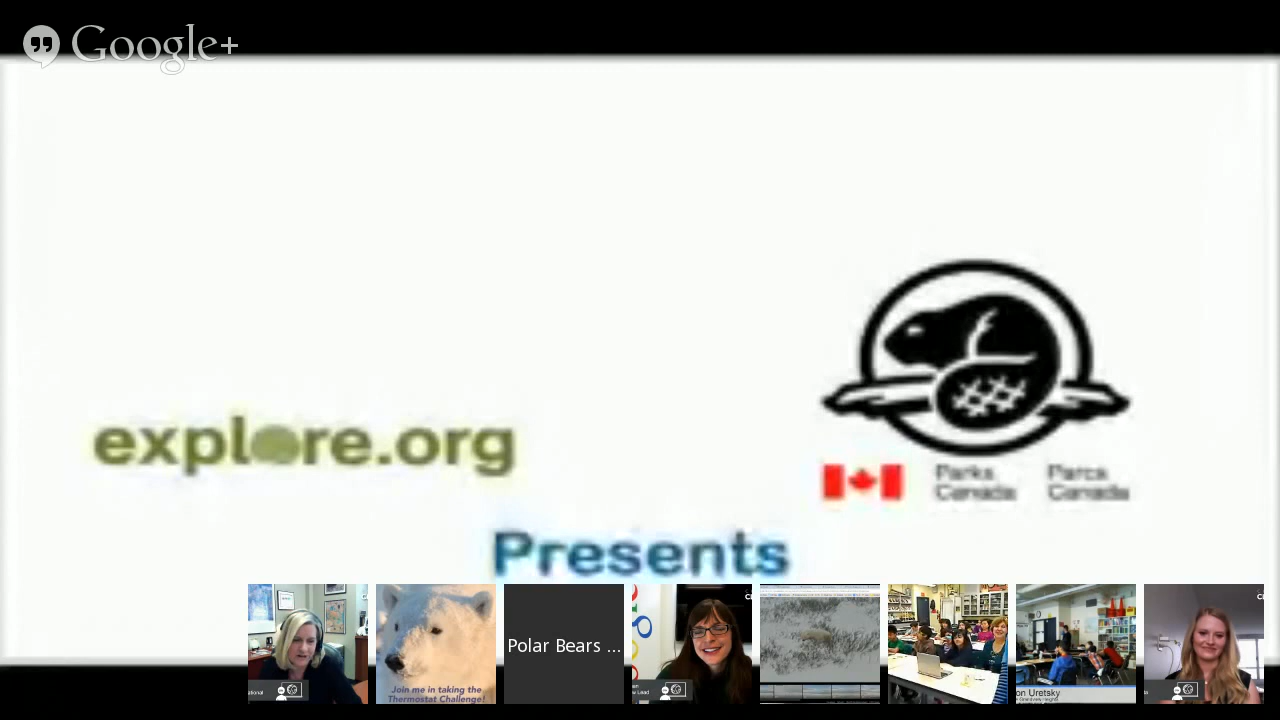 Google+
explore.org
Parks Parcs
Canada Canada
Presents
Polar Bears ...
Join me in taking the
Thermostat Challenge!
on Uretsky